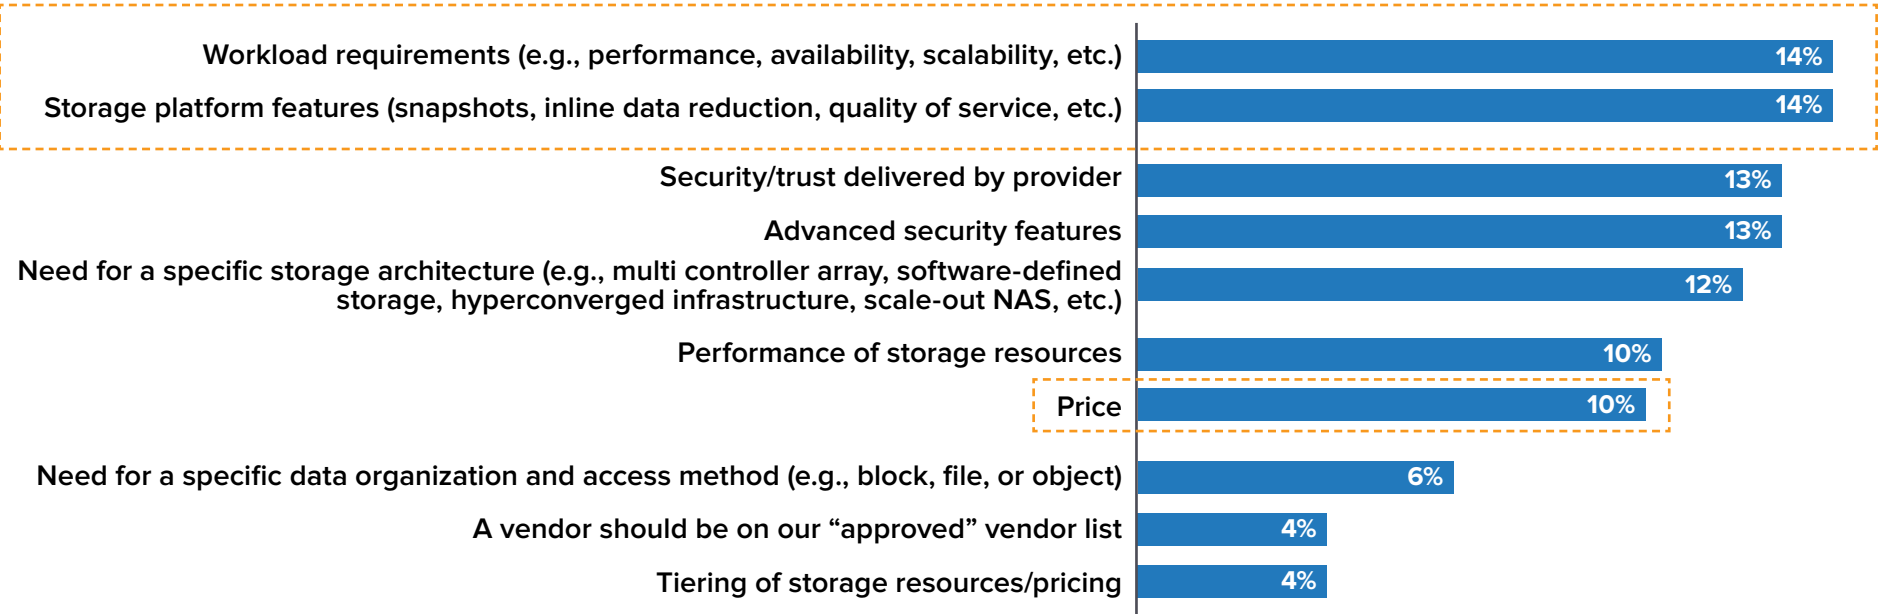 Workload requirements (e.g., performance, availability, scalability, etc.) 14%
Storage platform features (snapshots, inline data reduction, quality of service, etc.) 14%
Security/trust delivered by provider 13%
Advanced security features 13%
Need for a specific storage architecture (e.g., multi controller array, software-defined
storage, hyperconverged infrastructure, scale-out NAS, etc.) 12%
Performance of storage resources 10%
Price 10%
Need for a specific data organization and access method (e.g., block, file, or object) 6%
A vendor should be on our “approved” vendor list 4%
Tiering of storage resources/pricing 4%